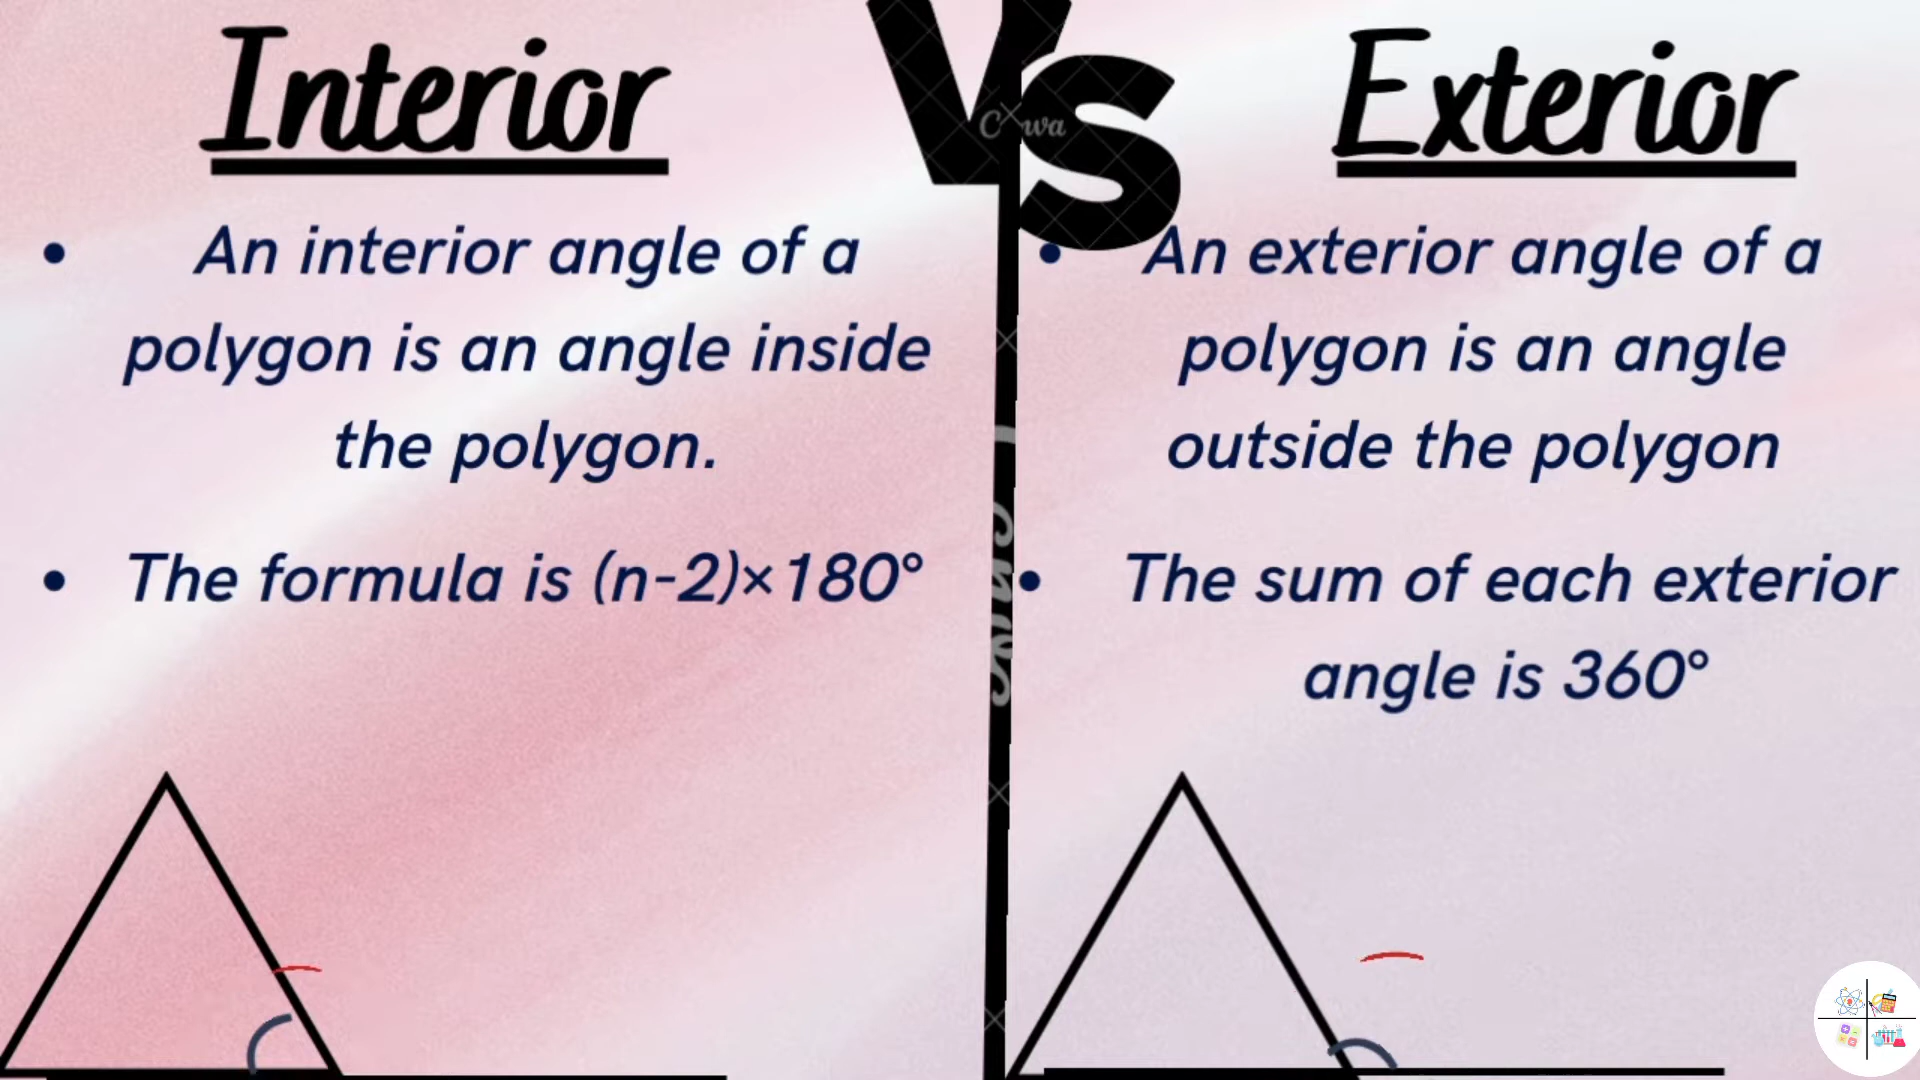 Interior
VS
Exterior
• An interior angle of a
polygon is an angle inside
the polygon.
• The formula is (n-2)×180°
• An exterior angle of a
polygon is an angle
outside the polygon
• The sum of each exterior
angle is 360°